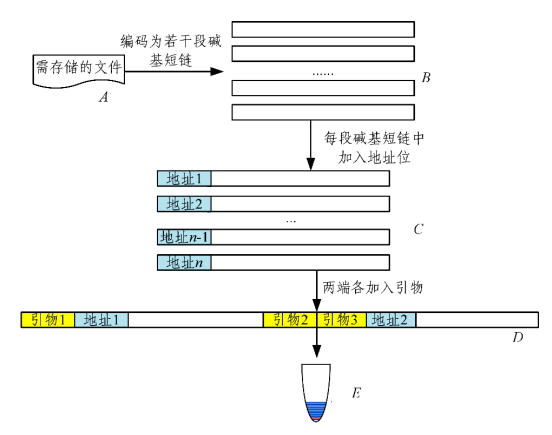 编码为若干段碱
基短链
需存储的文件
A
......
B
每段碱基短链中
加入地址位
地址1
地址2
...
地址n-1
地址n
C
两端各加入引物
引物1 地址1 引物2 引物3 地址2
D
E